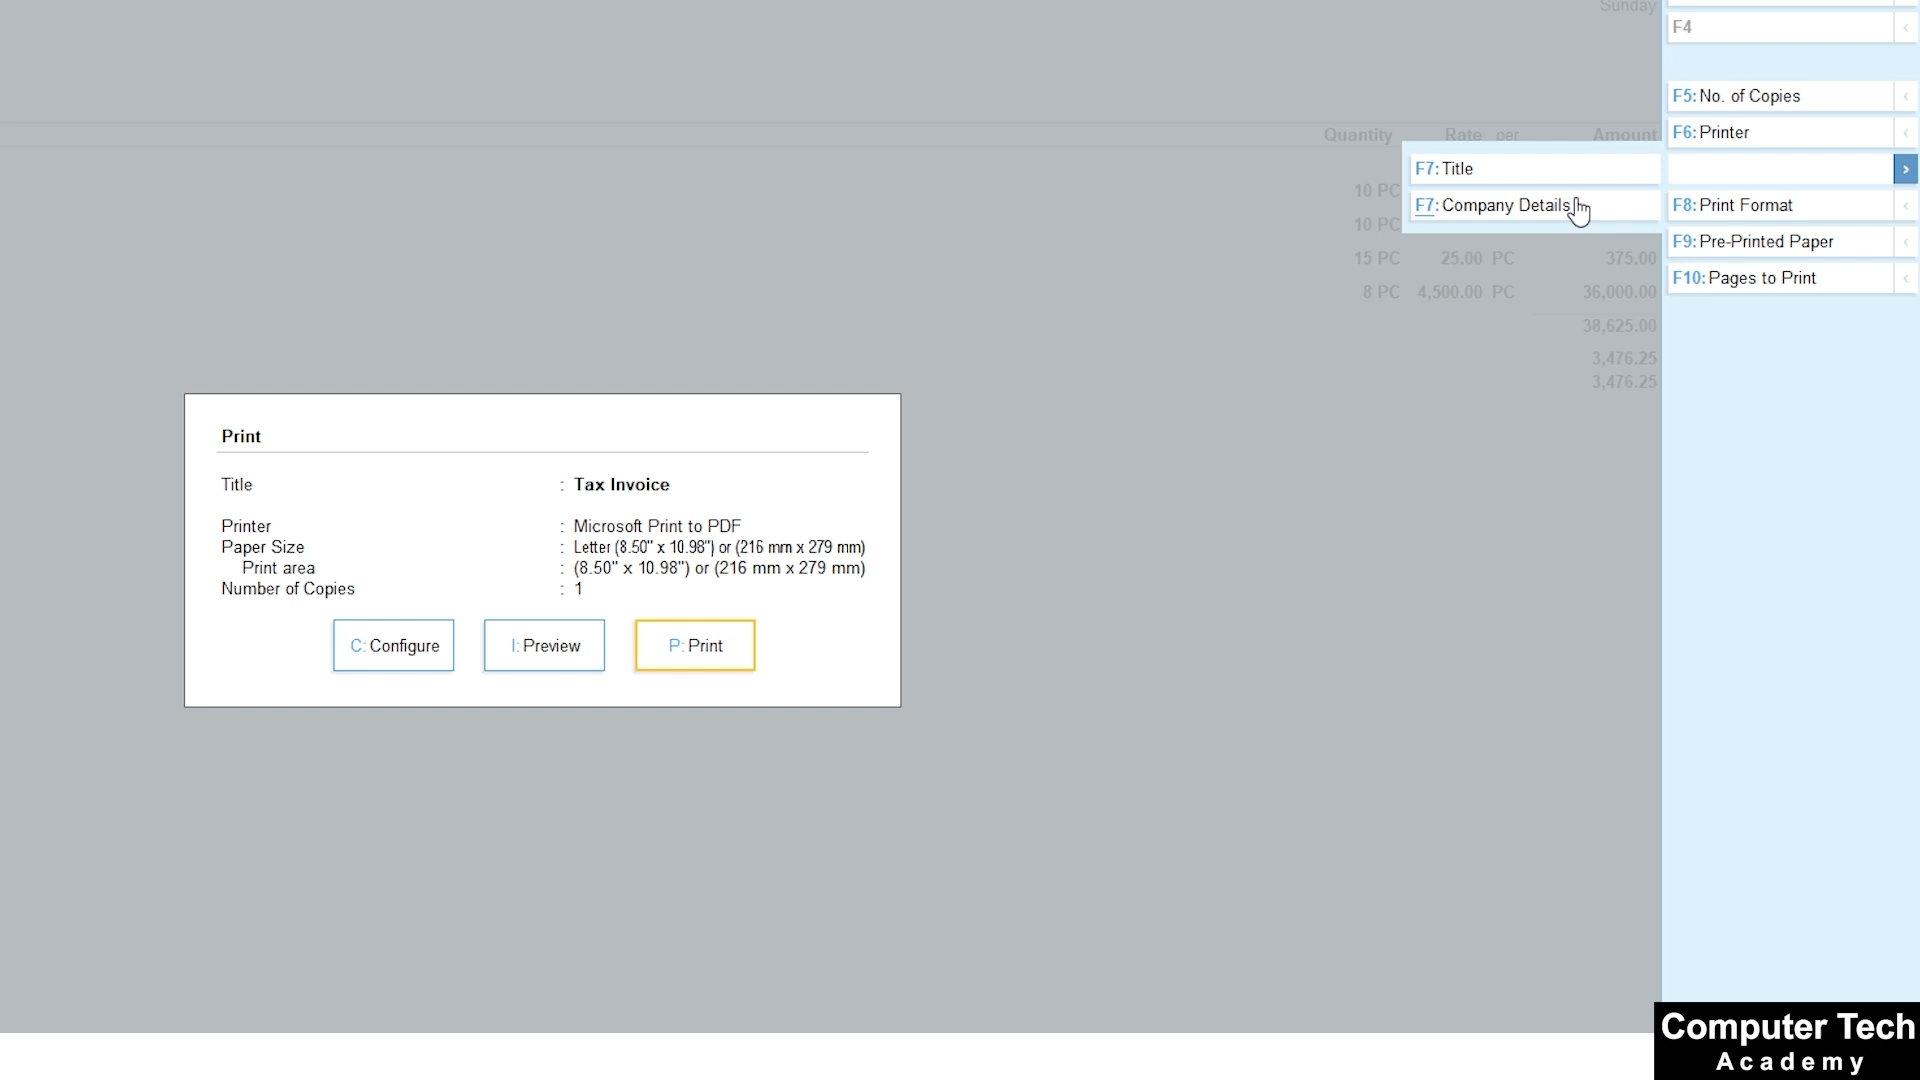 Sunday
F4
F5: No. of Copies
F6: Printer
Quantity Rate per Amount
F7: Title
10 PC
F7: Company Details
F8: Print Format
10 PC
F9: Pre-Printed Paper
15 PC 25.00 PC 375.00
F10: Pages to Print
8 PC 4,500.00 PC 36,000.00
38,625.00
3,476.25
3,476.25
Print
Title : Tax Invoice
Printer : Microsoft Print to PDF
Paper Size : Letter (8.50" x 10.98") or (216 mm x 279 mm)
Print area : (8.50" x 10.98") or (216 mm x 279 mm)
Number of Copies : 1
C: Configure I: Preview P: Print
Computer Tech
Academy